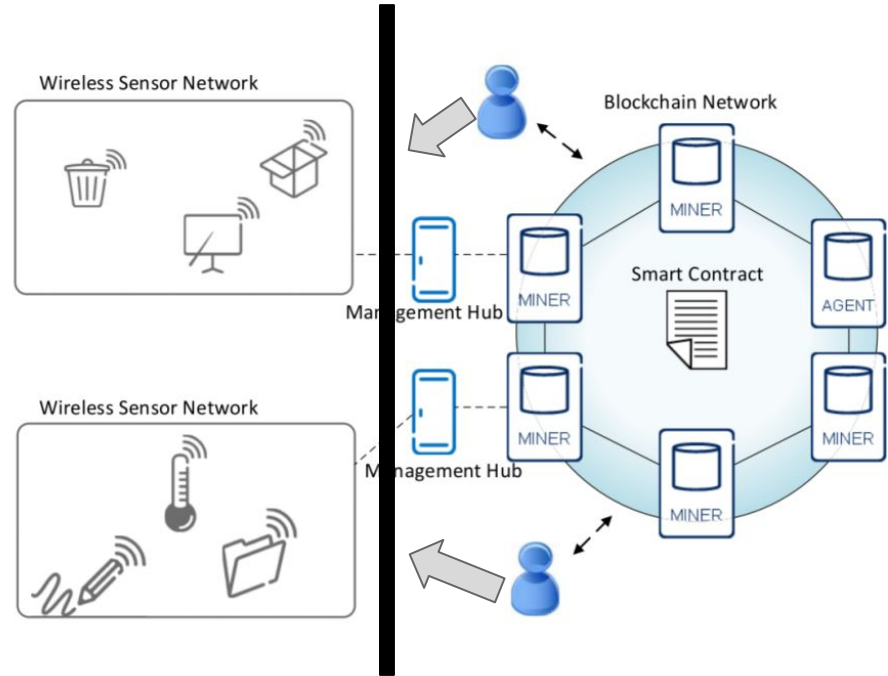 Wireless Sensor Network
Blockchain Network
MINER
MINER
AGENT
Smart Contract
Management Hub
MINER
MINER
MINER
Wireless Sensor Network
Management Hub